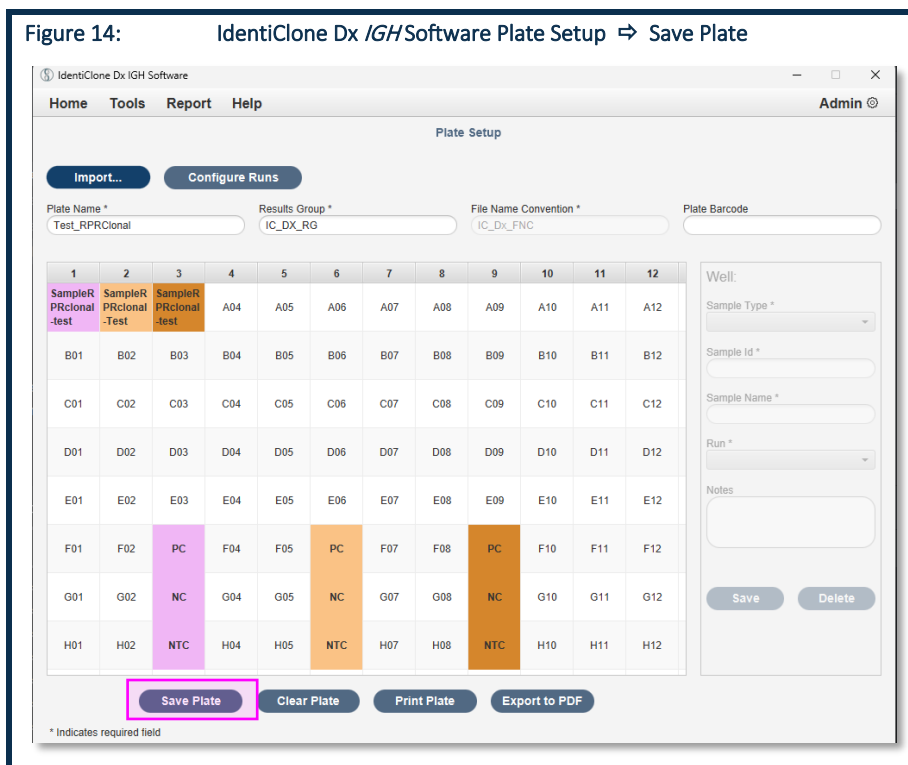 Figure 14: IdentiClone Dx IGH Software Plate Setup ⇨ Save Plate
IdentiClone Dx IGH Software
Home Tools Report Help Admin
Plate Setup
Import... Configure Runs
Plate Name * Results Group * File Name Convention * Plate Barcode
Test_RPRClonal IC_DX_RG IC_Dx_FNC
1 2 3 4 5 6 7 8 9 10 11 12
SampleR SampleR SampleR
PRclonal PRclonal PRclonal A04 A05 A06 A07 A08 A09 A10 A11 A12
-test -Test -test
B01 B02 B03 B04 B05 B06 B07 B08 B09 B10 B11 B12
C01 C02 C03 C04 C05 C06 C07 C08 C09 C10 C11 C12
D01 D02 D03 D04 D05 D06 D07 D08 D09 D10 D11 D12
E01 E02 E03 E04 E05 E06 E07 E08 E09 E10 E11 E12
F01 F02 PC F04 F05 PC F07 F08 PC F10 F11 F12
G01 G02 NC G04 G05 NC G07 G08 NC G10 G11 G12
H01 H02 NTC H04 H05 NTC H07 H08 NTC H10 H11 H12
Well:
Sample Type *
Sample Id *
Sample Name *
Run *
Notes
Save Delete
Save Plate Clear Plate Print Plate Export to PDF
* Indicates required field